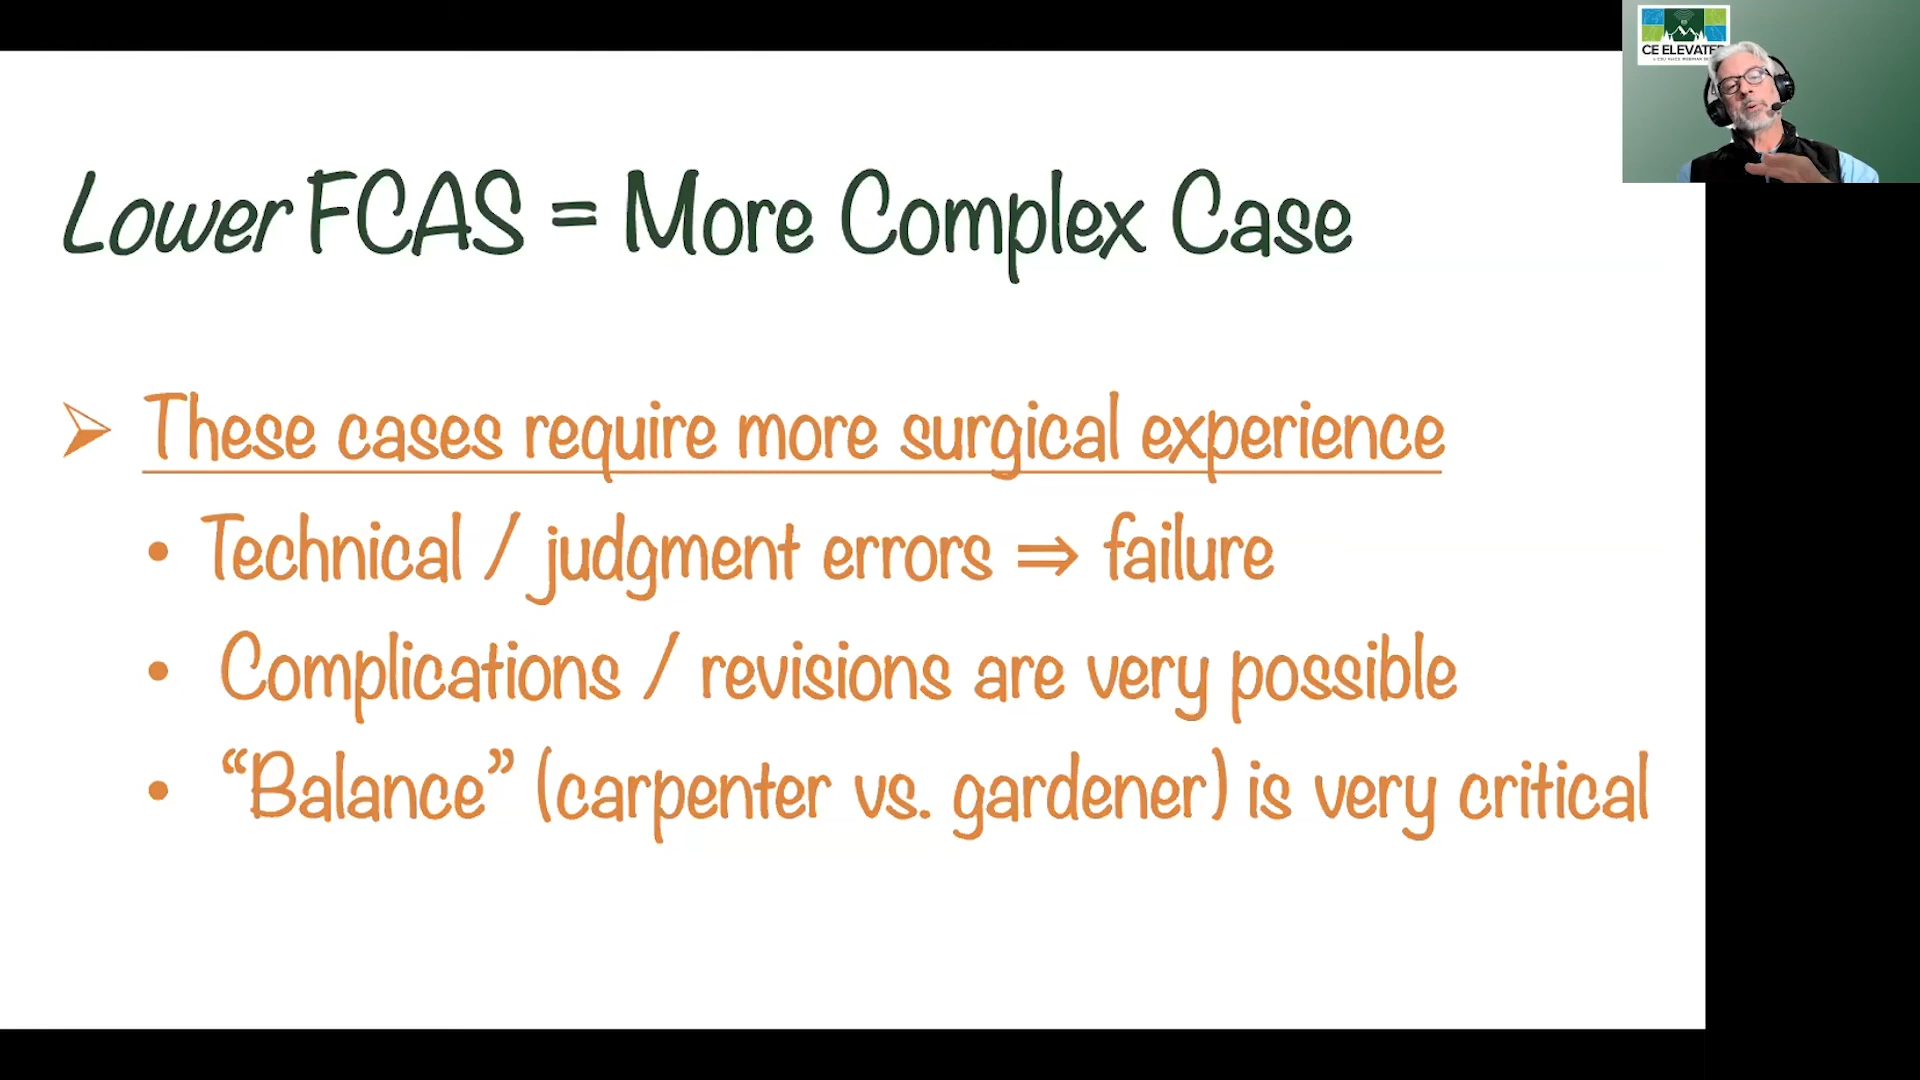 CE ELEVATE
Lower FCAS = More Complex Case
➢ These cases require more surgical experience
• Technical / judgment errors ⇒ failure
• Complications / revisions are very possible
• “Balance” (carpenter vs. gardener) is very critical